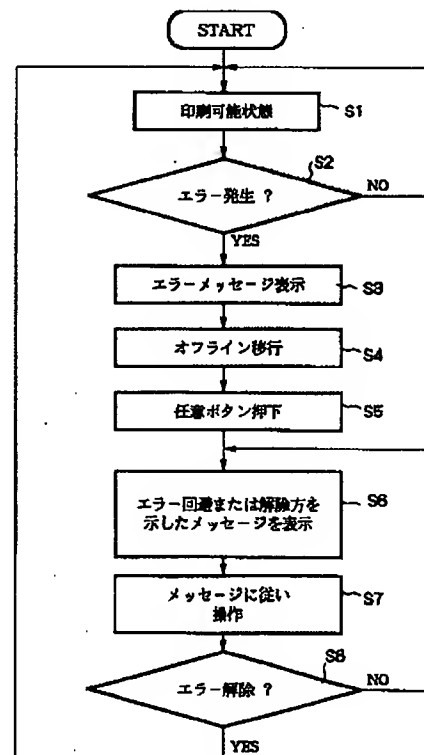 START
印刷可能状態
S1
S2
エラー発生 ?
NO
YES
エラーメッセージ表示
S3
オフライン移行
S4
任意ボタン押下
S5
エラー回避または解除方を
示したメッセージを表示
S6
メッセージに従い
操作
S7
S8
エラー解除 ?
NO
YES